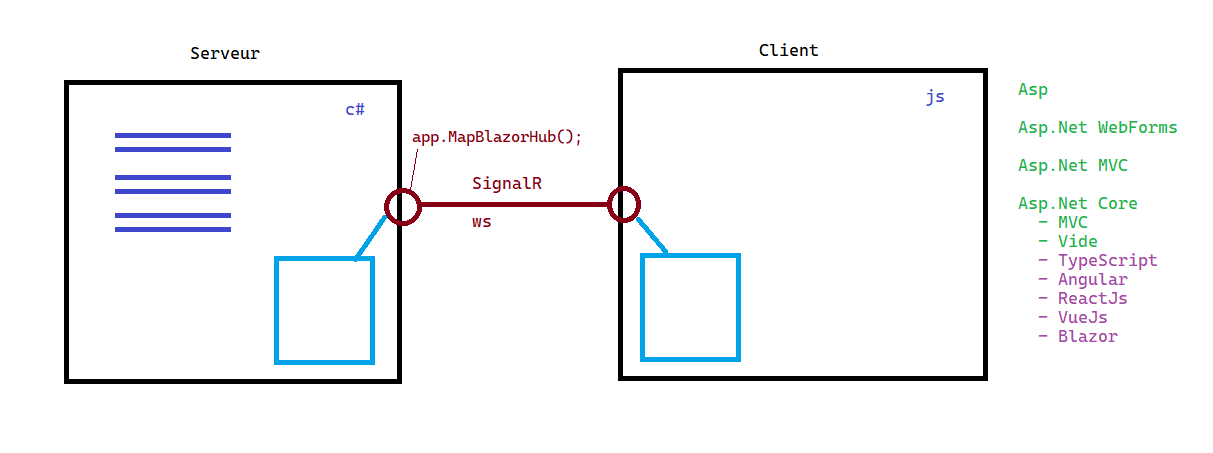 Serveur
Client
c#
js
app.MapBlazorHub();
SignalR
ws
Asp
Asp.Net WebForms
Asp.Net MVC
Asp.Net Core
- MVC
- Vide
- TypeScript
- Angular
- ReactJs
- VueJs
- Blazor